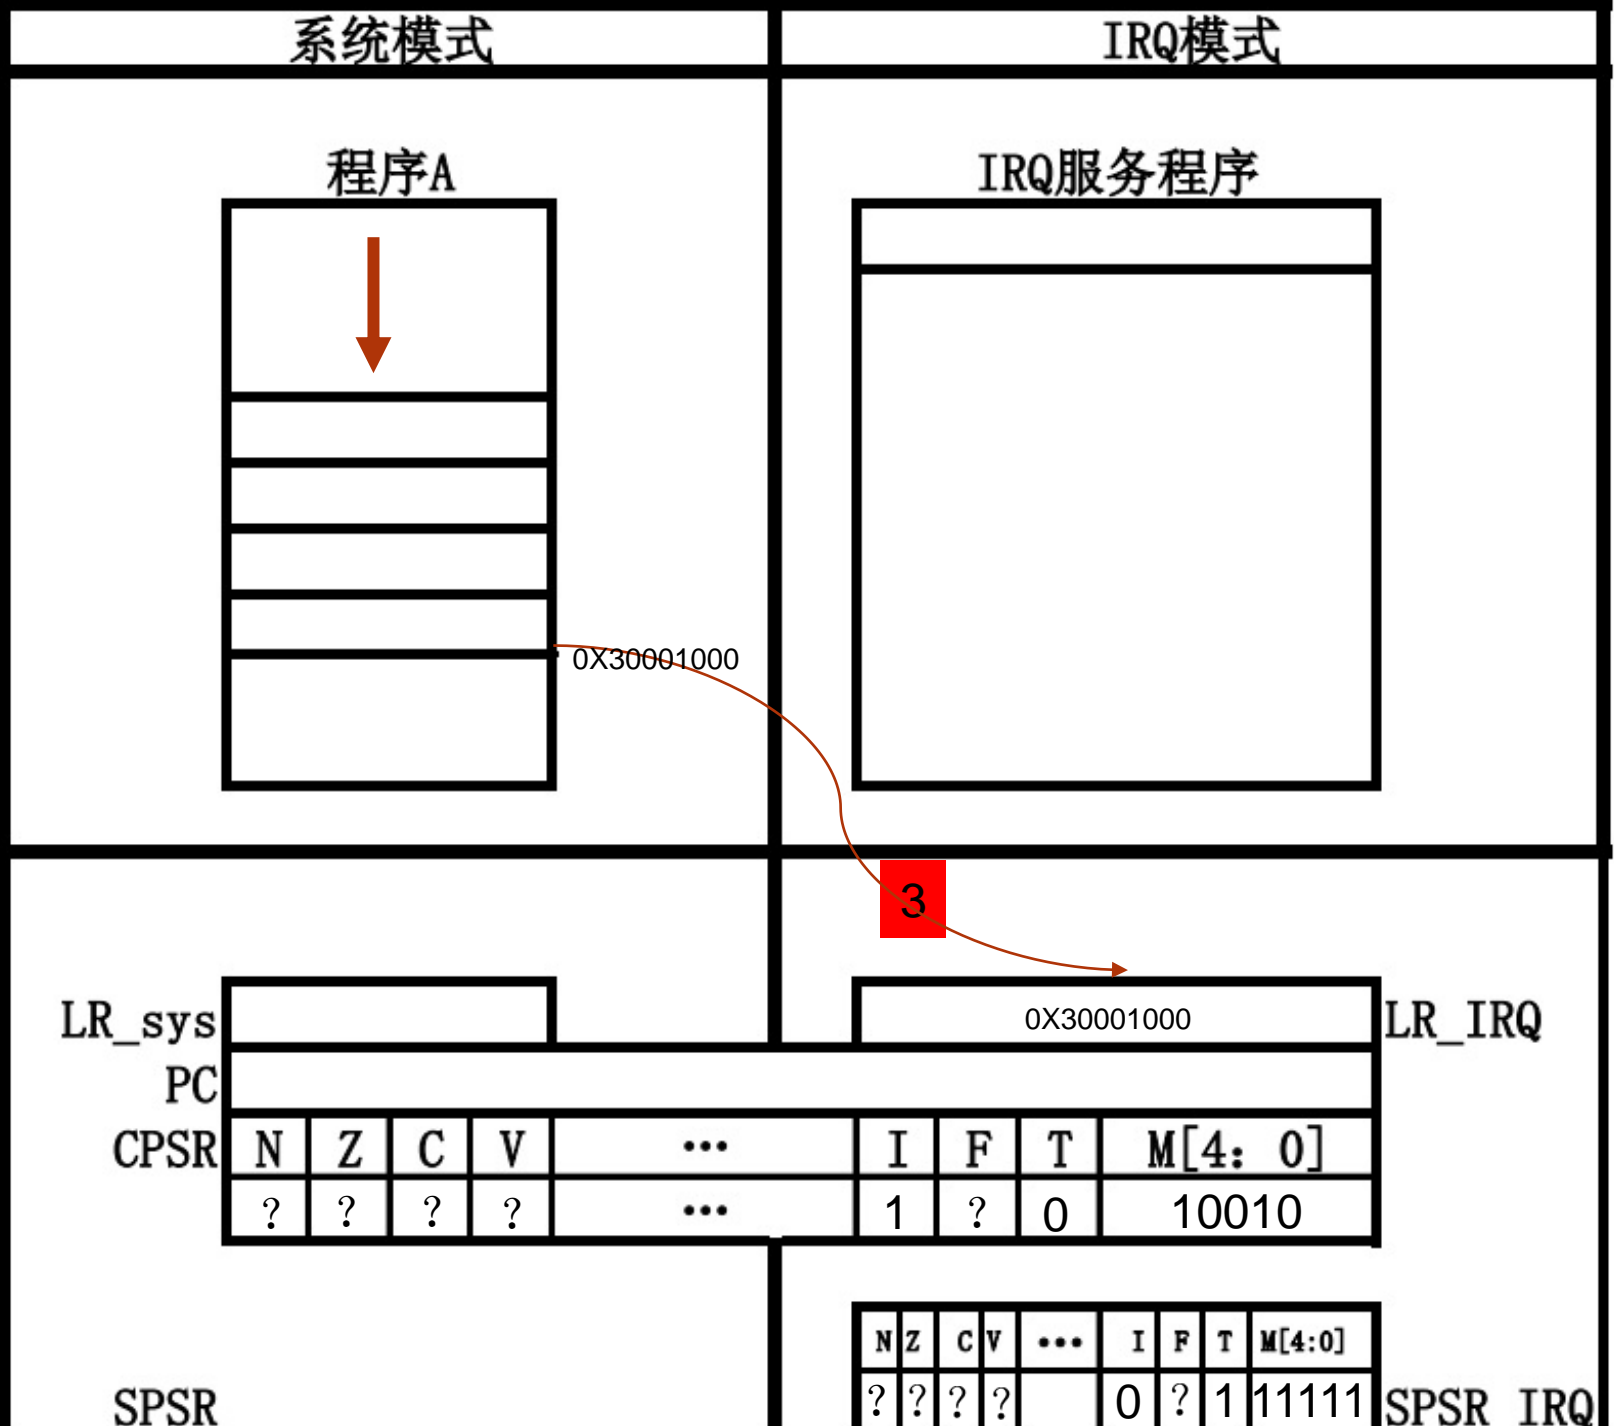 系统模式 IRQ模式
程序A IRQ服务程序
0X30001000
3
LR_sys 0X30001000 LR_IRQ
PC
CPSR N Z C V ••• I F T M[4: 0]
? ? ? ? ••• 1 ? 0 10010
N Z C V ••• I F T M[4:0]
SPSR ? ? ? ? 0 ? 1 11111 SPSR_IRQ